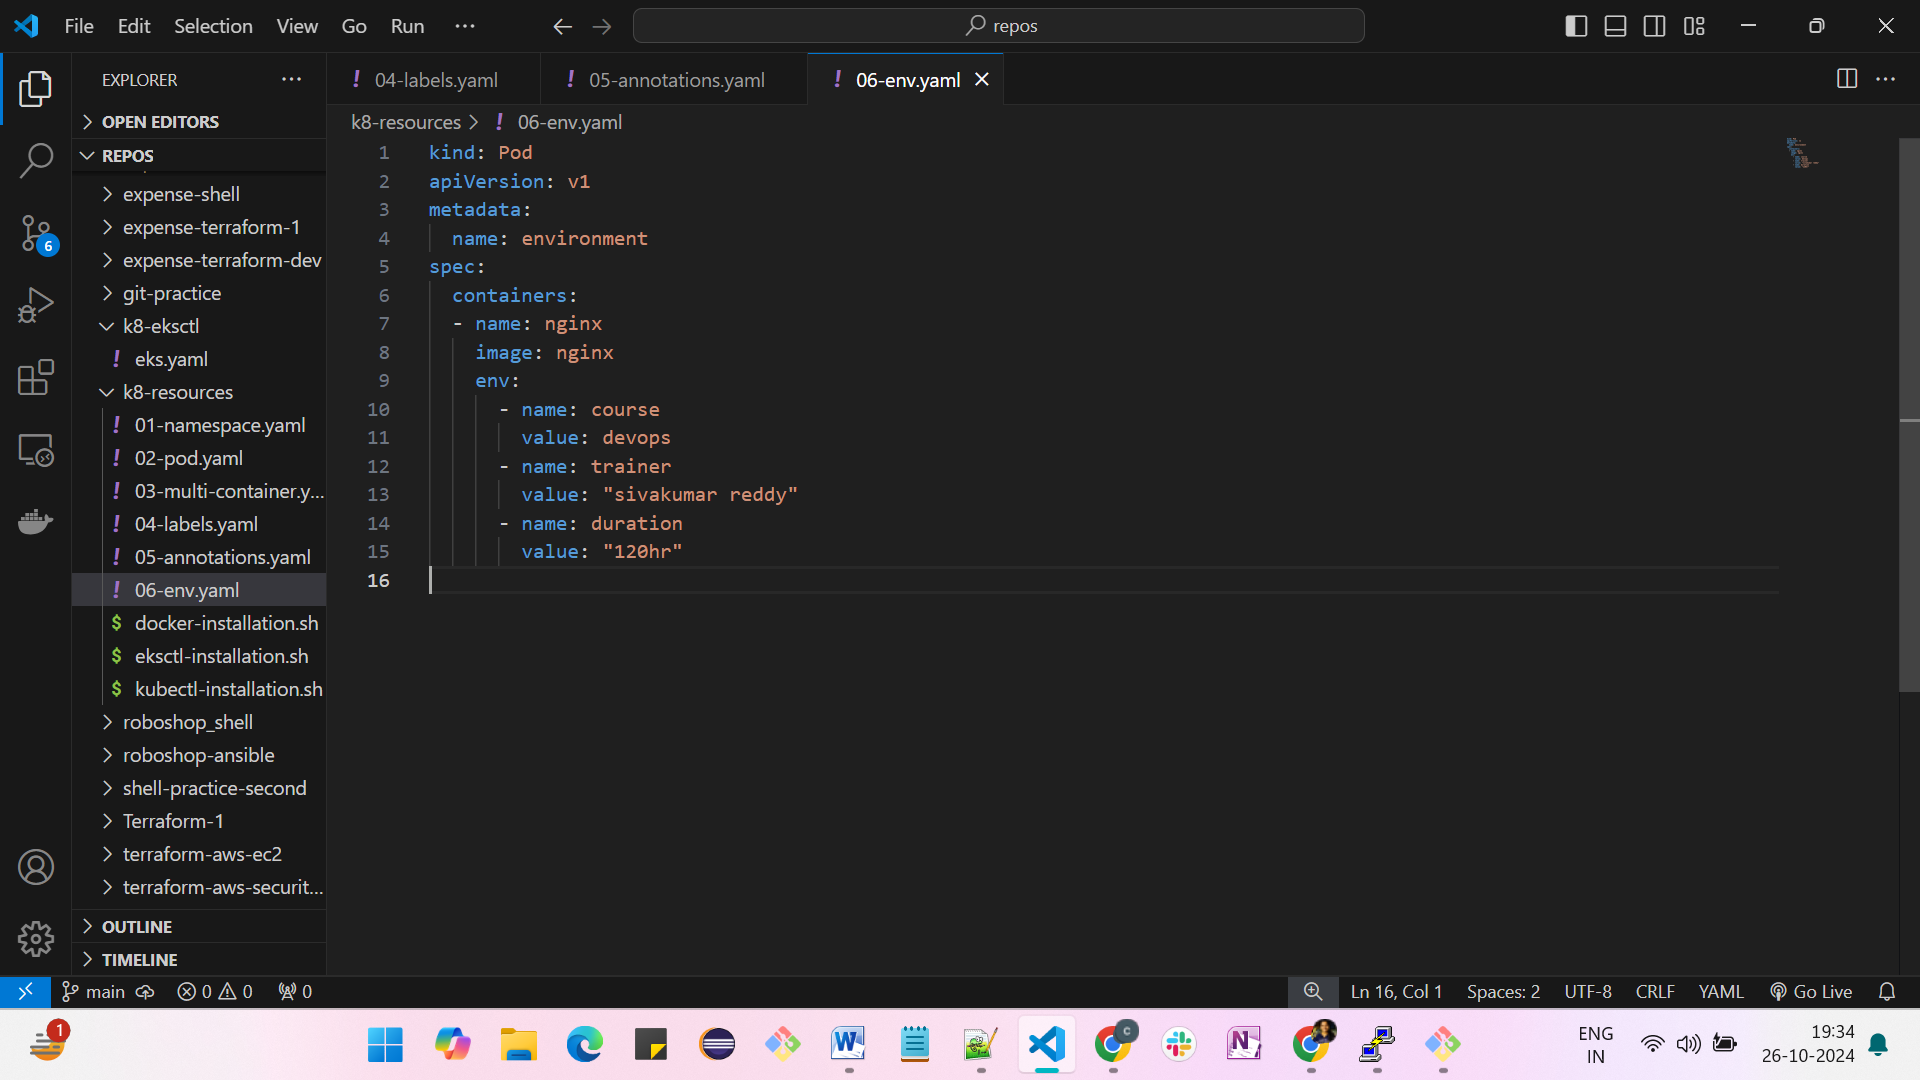 File Edit Selection View Go Run ···
repos
EXPLORER ···
04-labels.yaml
05-annotations.yaml
06-env.yaml
OPEN EDITORS
REPOS
expense-shell
expense-terraform-1
expense-terraform-dev
git-practice
k8-eksctl
! eks.yaml
k8-resources
! 01-namespace.yaml
! 02-pod.yaml
! 03-multi-container.y...
! 04-labels.yaml
! 05-annotations.yaml
! 06-env.yaml
$ docker-installation.sh
$ eksctl-installation.sh
$ kubectl-installation.sh
roboshop_shell
roboshop-ansible
shell-practice-second
Terraform-1
terraform-aws-ec2
terraform-aws-securit...
OUTLINE
TIMELINE
6
k8-resources > ! 06-env.yaml
1 kind: Pod
2 apiVersion: v1
3 metadata:
4   name: environment
5 spec:
6   containers:
7   - name: nginx
8     image: nginx
9     env:
10       - name: course
11         value: devops
12       - name: trainer
13         value: "sivakumar reddy"
14       - name: duration
15         value: "120hr"
16
main 0 0 0
Ln 16, Col 1 Spaces: 2 UTF-8 CRLF YAML Go Live
1
W
N
C
ENG
IN
19:34
26-10-2024